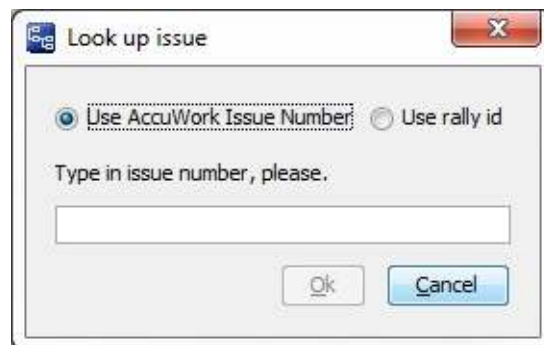 Look up issue
Use AccuWork Issue Number Use rally id
Type in issue number, please.
Ok Cancel